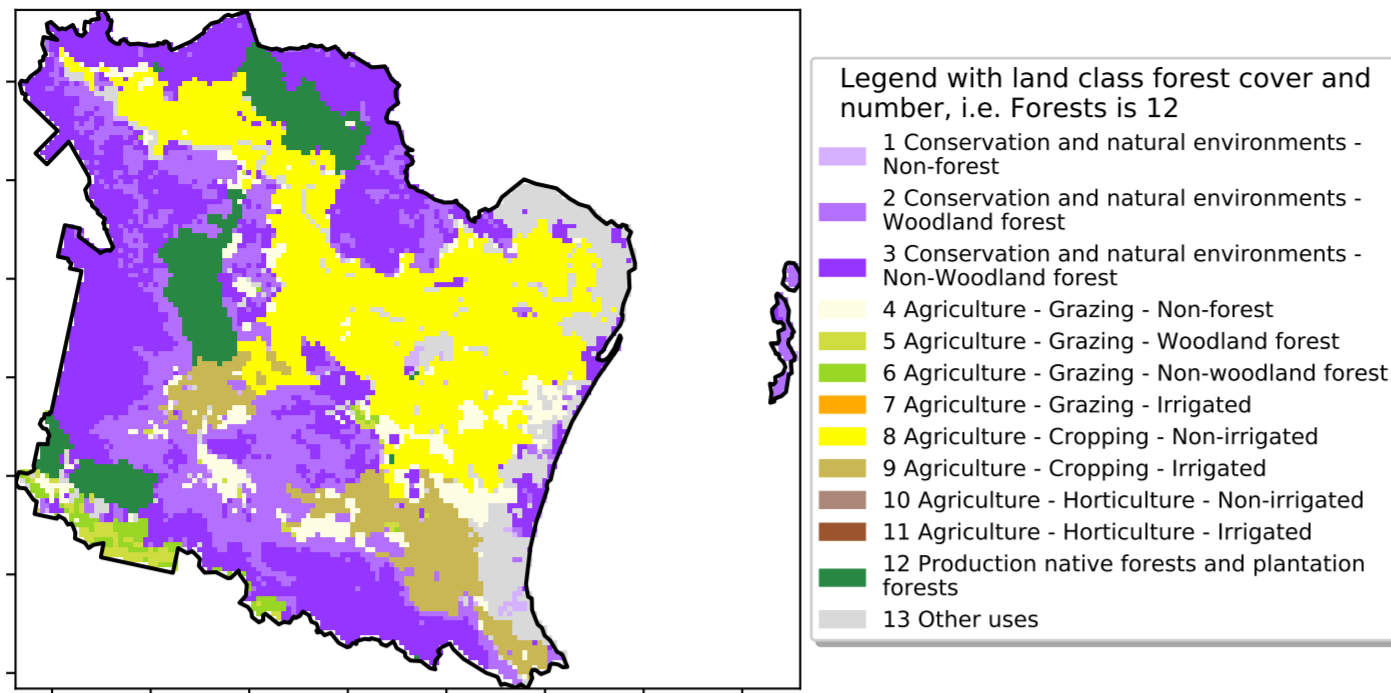 Legend with land class forest cover and
number, i.e. Forests is 12
1 Conservation and natural environments -
Non-forest
2 Conservation and natural environments -
Woodland forest
3 Conservation and natural environments -
Non-Woodland forest
4 Agriculture - Grazing - Non-forest
5 Agriculture - Grazing - Woodland forest
6 Agriculture - Grazing - Non-woodland forest
7 Agriculture - Grazing - Irrigated
8 Agriculture - Cropping - Non-irrigated
9 Agriculture - Cropping - Irrigated
10 Agriculture - Horticulture - Non-irrigated
11 Agriculture - Horticulture - Irrigated
12 Production native forests and plantation
forests
13 Other uses